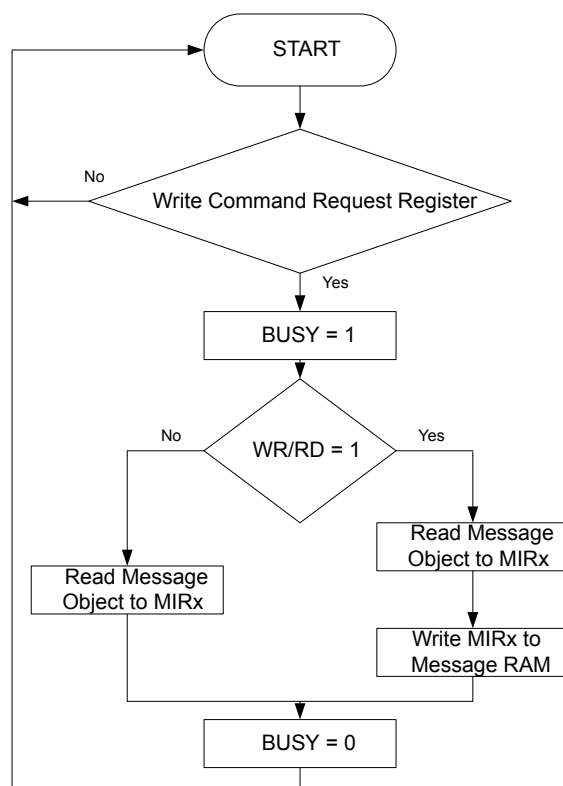 START
No
Write Command Request Register
Yes
BUSY = 1
No
WR/RD = 1
Yes
Read Message
Object to MIRx
Read Message
Object to MIRx
Write MIRx to
Message RAM
BUSY = 0